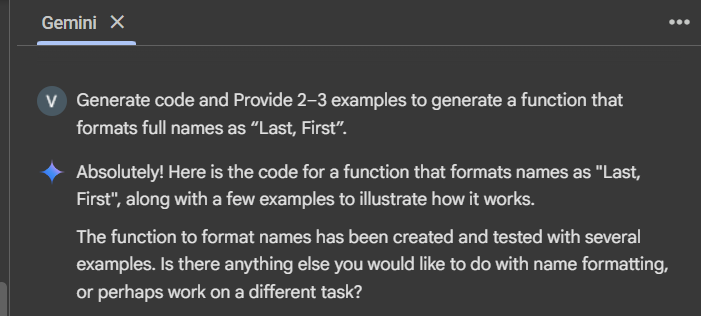 Gemini
V
Generate code and Provide 2–3 examples to generate a function that
formats full names as “Last, First”.
Absolutely! Here is the code for a function that formats names as "Last,
First", along with a few examples to illustrate how it works.
The function to format names has been created and tested with several
examples. Is there anything else you would like to do with name formatting,
or perhaps work on a different task?